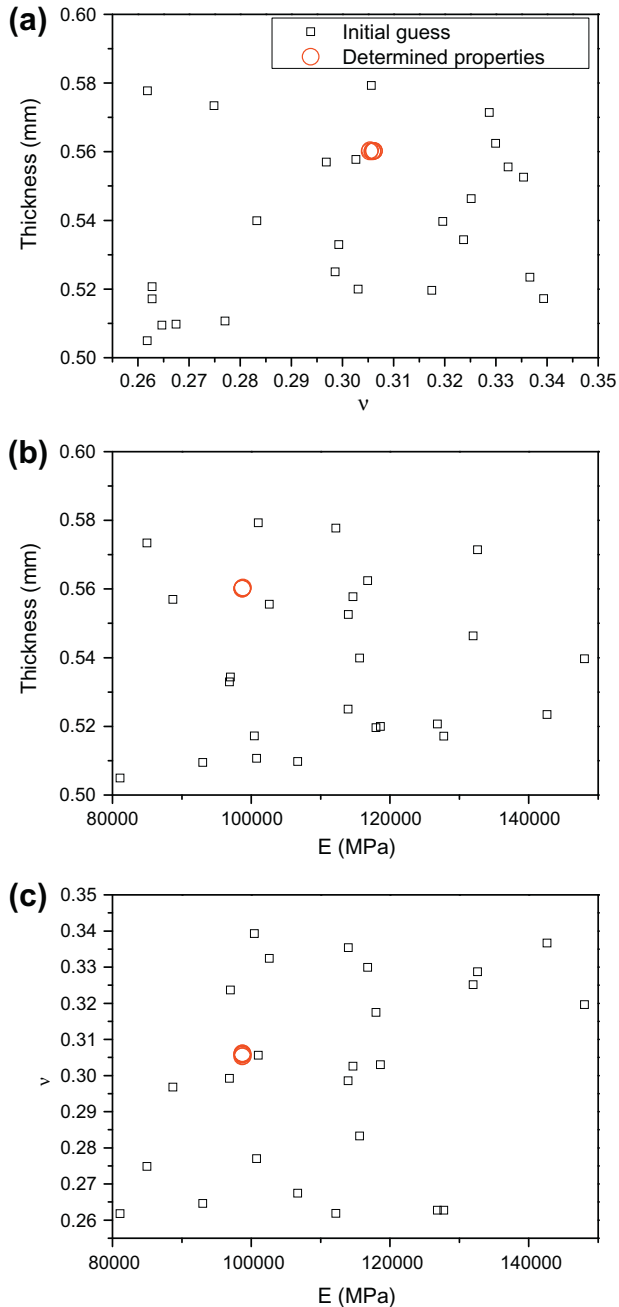 (a)
0.60
0.58
0.56
0.54
0.52
0.50
Thickness (mm)
Initial guess
Determined properties
0.26 0.27 0.28 0.29 0.30 0.31 0.32 0.33 0.34 0.35
ν
(b)
0.60
0.58
0.56
0.54
0.52
0.50
Thickness (mm)
80000 100000 120000 140000
E (MPa)
(c)
0.35
0.34
0.33
0.32
0.31
0.30
0.29
0.28
0.27
0.26
ν
80000 100000 120000 140000
E (MPa)